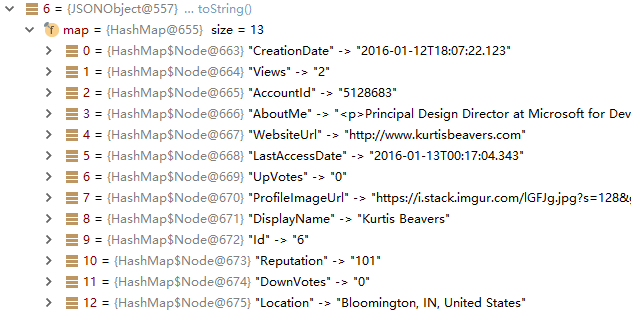 6 = {JSONObject@557} ... toString()
map = {HashMap@655} size = 13
0 = {HashMap$Node@663} "CreationDate" -> "2016-01-12T18:07:22.123"
1 = {HashMap$Node@664} "Views" -> "2"
2 = {HashMap$Node@665} "AccountId" -> "5128683"
3 = {HashMap$Node@666} "AboutMe" -> "<p>Principal Design Director at Microsoft for Dev
4 = {HashMap$Node@667} "WebsiteUrl" -> "http://www.kurtisbeavers.com"
5 = {HashMap$Node@668} "LastAccessDate" -> "2016-01-13T00:17:04.343"
6 = {HashMap$Node@669} "UpVotes" -> "0"
7 = {HashMap$Node@670} "ProfileImageUrl" -> "https://i.stack.imgur.com/lGFJg.jpg?s=128&g
8 = {HashMap$Node@671} "DisplayName" -> "Kurtis Beavers"
9 = {HashMap$Node@672} "Id" -> "6"
10 = {HashMap$Node@673} "Reputation" -> "101"
11 = {HashMap$Node@674} "DownVotes" -> "0"
12 = {HashMap$Node@675} "Location" -> "Bloomington, IN, United States"